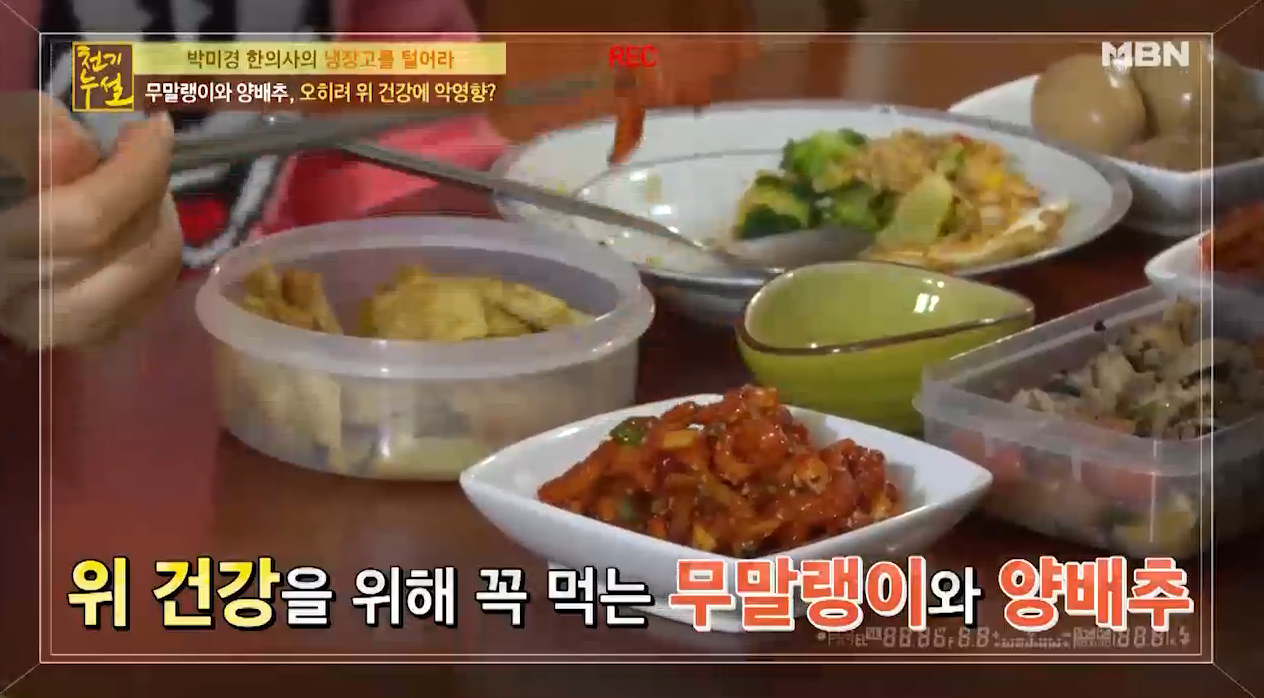 천기누설
박미경 한의사의 냉장고를 털어라
무말랭이와 양배추, 오히려 위 건강에 악영향?
REC
MBN
위 건강을 위해 꼭 먹는 무말랭이와 양배추